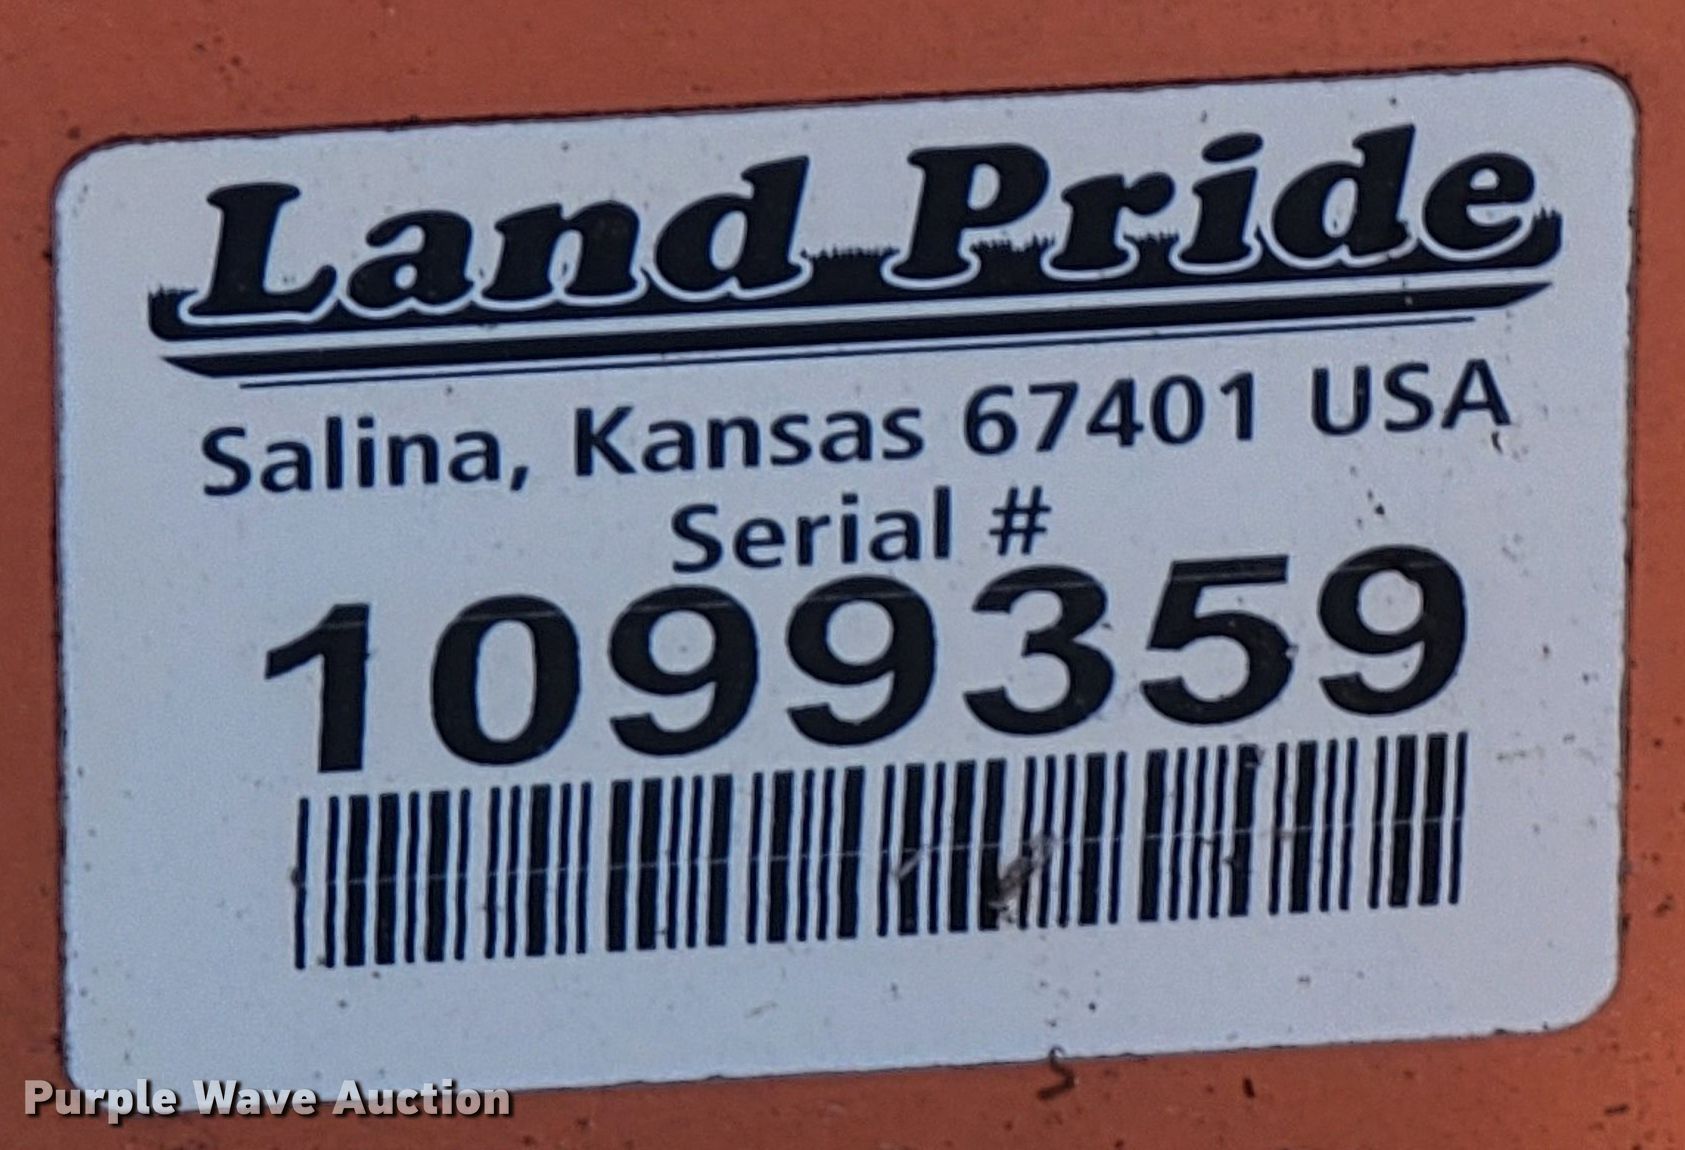 Land Pride
Salina, Kansas 67401 USA
Serial #
1099359
Purple Wave Auction